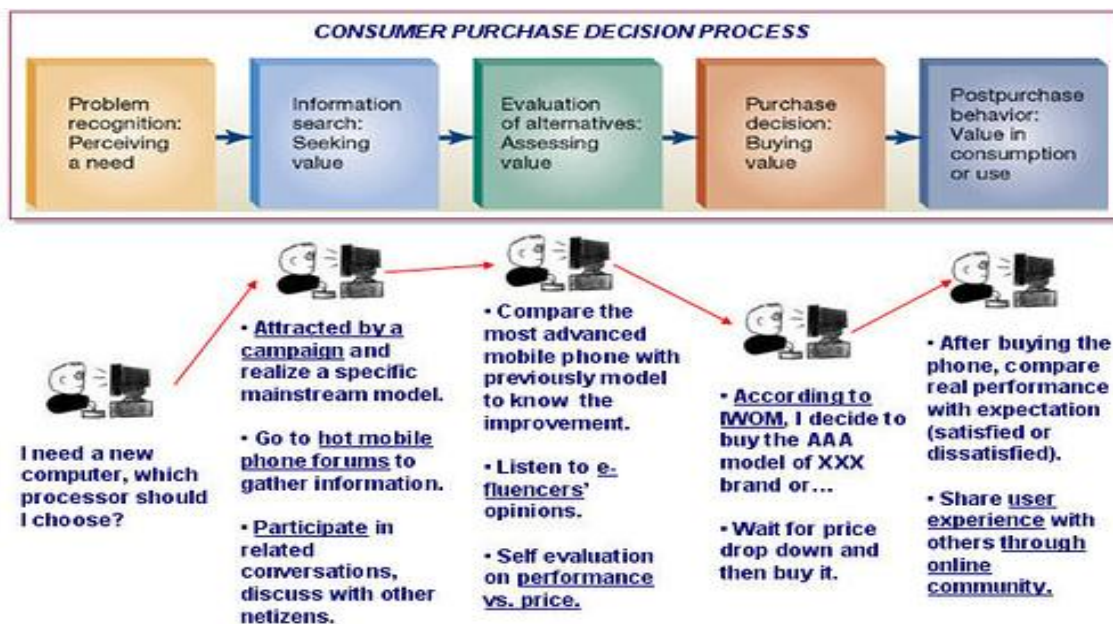 CONSUMER PURCHASE DECISION PROCESS
Problem
recognition:
Perceiving
a need
Information
search:
Seeking
value
Evaluation
of alternatives:
Assessing
value
Purchase
decision:
Buying
value
Postpurchase
behavior:
Value in
consumption
or use
I need a new
computer, which
processor should
I choose?
• Attracted by a
campaign and
realize a specific
mainstream model.
• Go to hot mobile
phone forums to
gather information.
• Participate in
related
conversations,
discuss with other
netizens.
• Compare the
most advanced
mobile phone with
previously model
to know the
improvement.
• Listen to e-
fluencers'
opinions.
• Self evaluation
on performance
vs. price.
• According to
IWOM, I decide to
buy the AAA
model of XXX
brand or...
• Wait for price
drop down and
then buy it.
• After buying the
phone, compare
real performance
with expectation
(satisfied or
dissatisfied).
• Share user
experience with
others through
online
community.